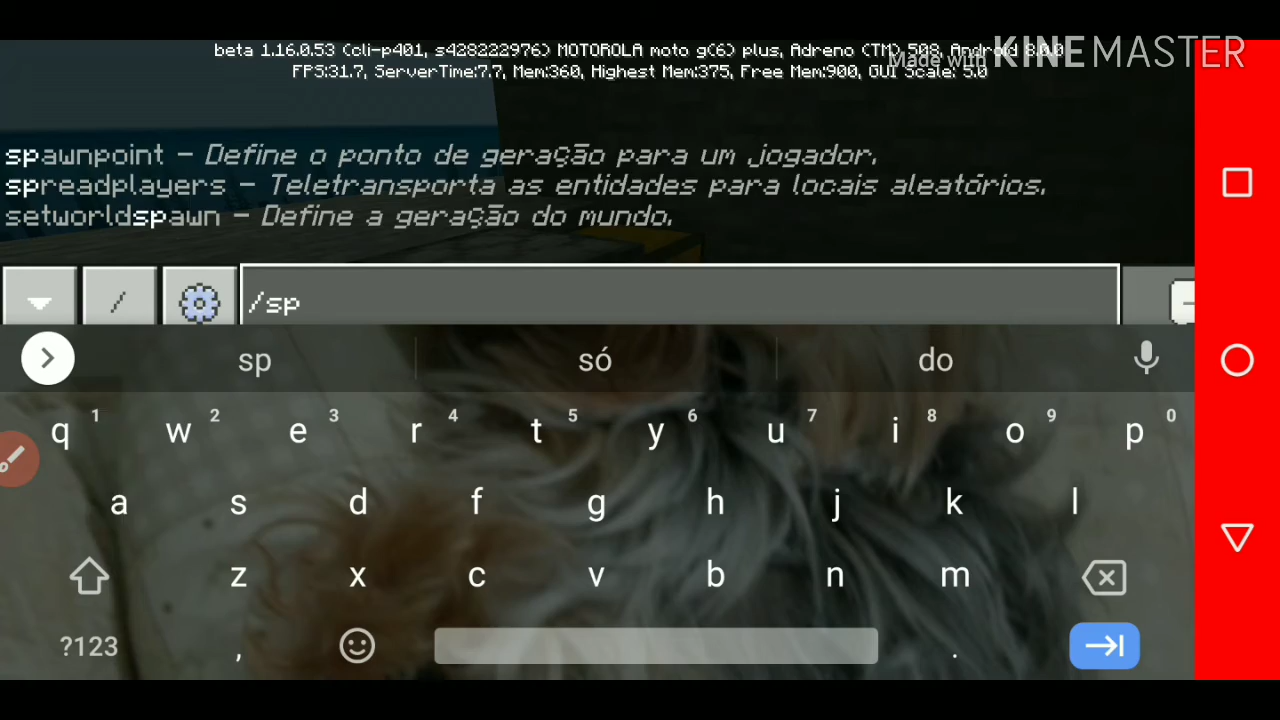 beta 1.16.0.53 (cli-p401, s428222976) MOTOROLA moto g(6) plus, Adreno (TM) 508, Android 8.0.0
FPS:31.7, ServerTime:7.7, Mem:360, Highest Mem:375, Free Mem:900, GUI Scale: 5.0
Made with KINEMASTER
spawnpoint – Define o ponto de geração para um jogador.
spreadplayers – Teletransporta as entidades para locais aleatórios.
setworldspawn – Define a geração do mundo.
/ /sp
sp só do
1 2 3 4 5 6 7 8 9 0
q w e r t y u i o p
a s d f g h j k l
z x c v b n m
?123 , .